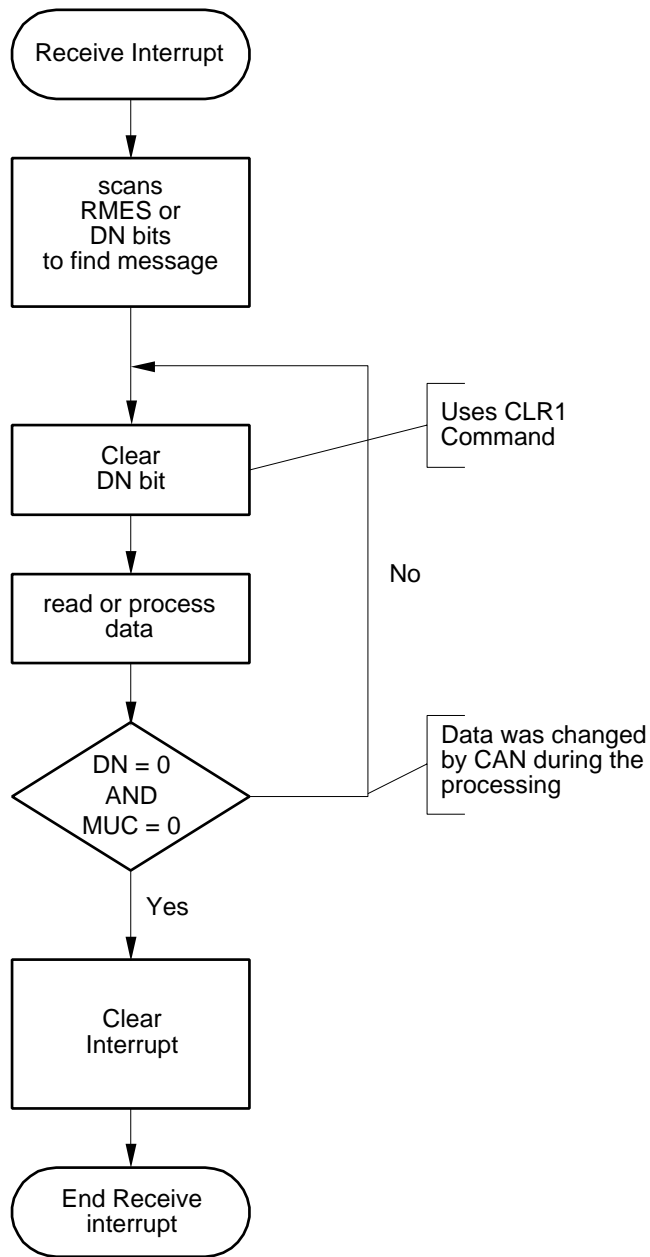 Receive Interrupt
scans
RMES or
DN bits
to find message
Uses CLR1
Command
Clear
DN bit
No
read or process
data
Data was changed
by CAN during the
processing
DN = 0
AND
MUC = 0
Yes
Clear
Interrupt
End Receive
interrupt